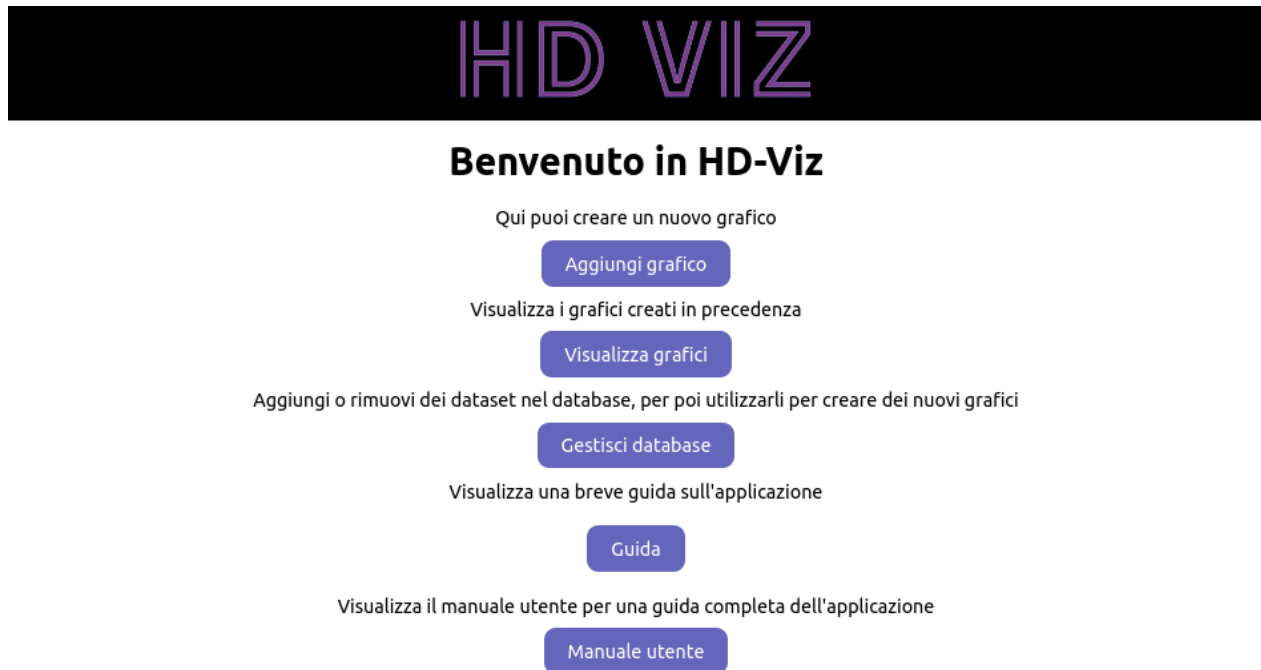 HD VIZ
Benvenuto in HD-Viz
Qui puoi creare un nuovo grafico
Aggiungi grafico
Visualizza i grafici creati in precedenza
Visualizza grafici
Aggiungi o rimuovi dei dataset nel database, per poi utilizzarli per creare dei nuovi grafici
Gestisci database
Visualizza una breve guida sull'applicazione
Guida
Visualizza il manuale utente per una guida completa dell'applicazione
Manuale utente